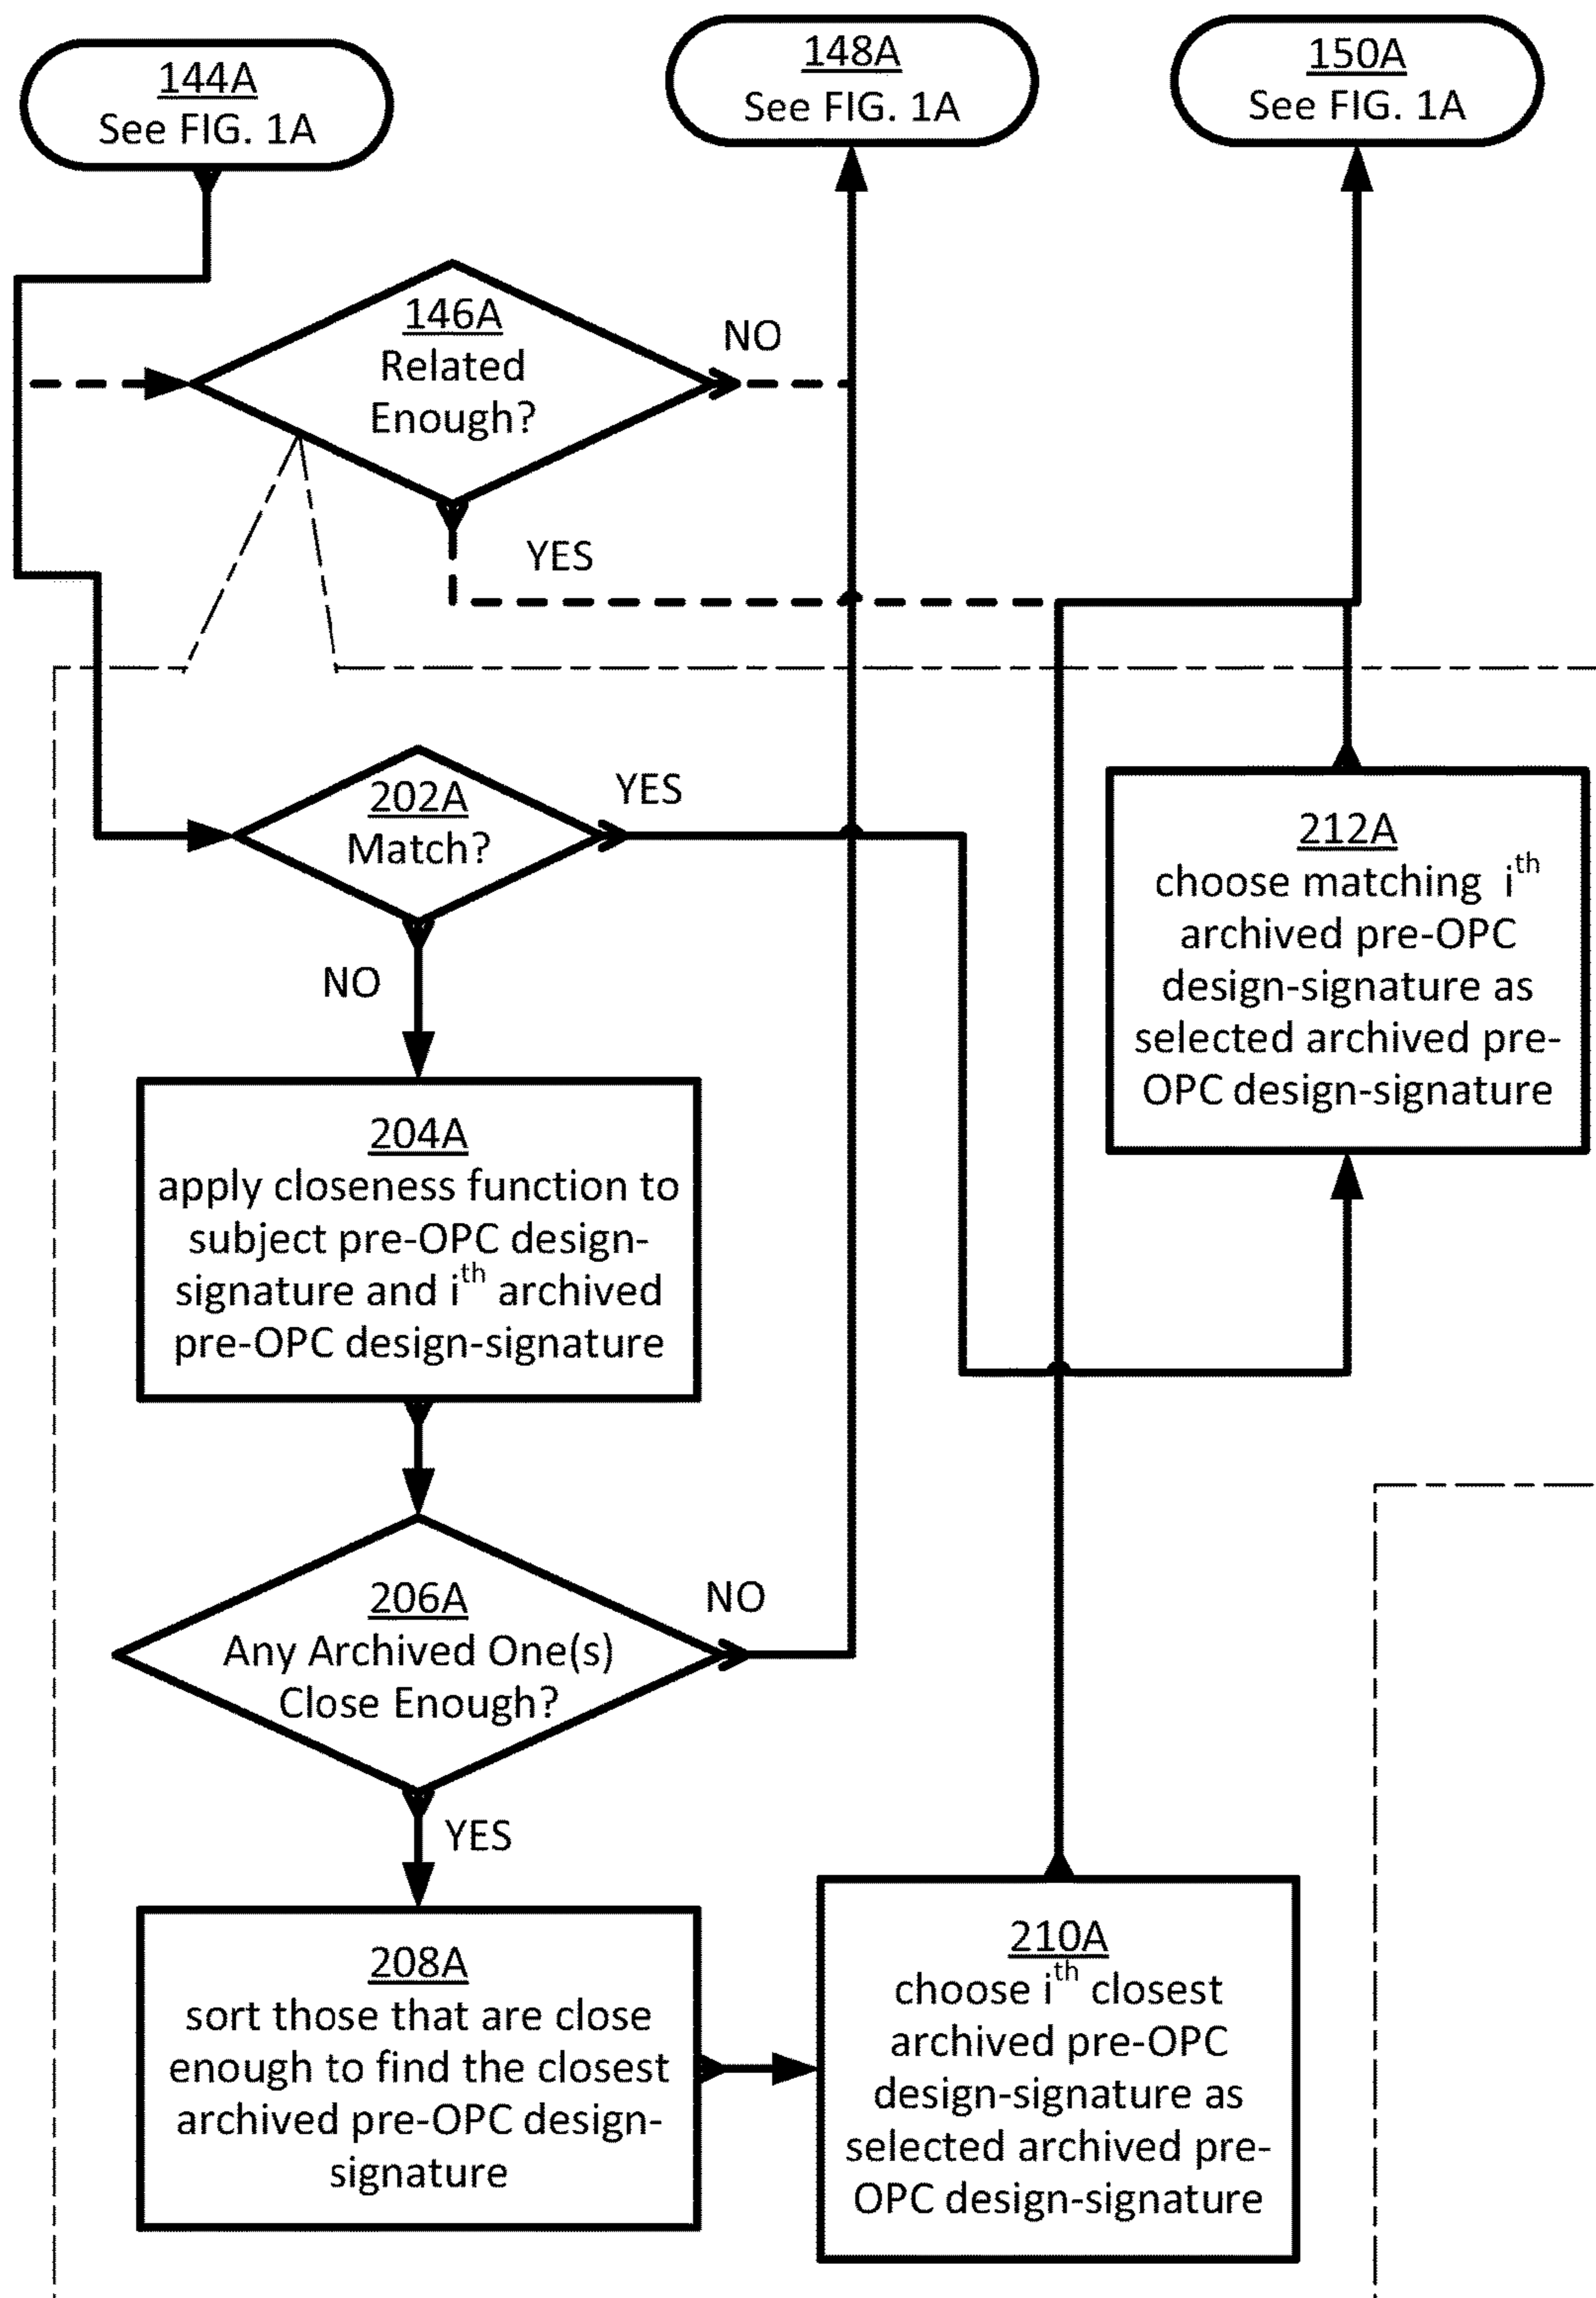 144A
See FIG. 1A
148A
See FIG. 1A
150A
See FIG. 1A
146A
Related
Enough?
NO
YES
202A
Match?
YES
NO
212A
choose matching ith
archived pre-OPC
design-signature as
selected archived pre-
OPC design-signature
204A
apply closeness function to
subject pre-OPC design-
signature and ith archived
pre-OPC design-signature
206A
Any Archived One(s)
Close Enough?
NO
YES
208A
sort those that are close
enough to find the closest
archived pre-OPC design-
signature
210A
choose ith closest
archived pre-OPC
design-signature as
selected archived pre-
OPC design-signature